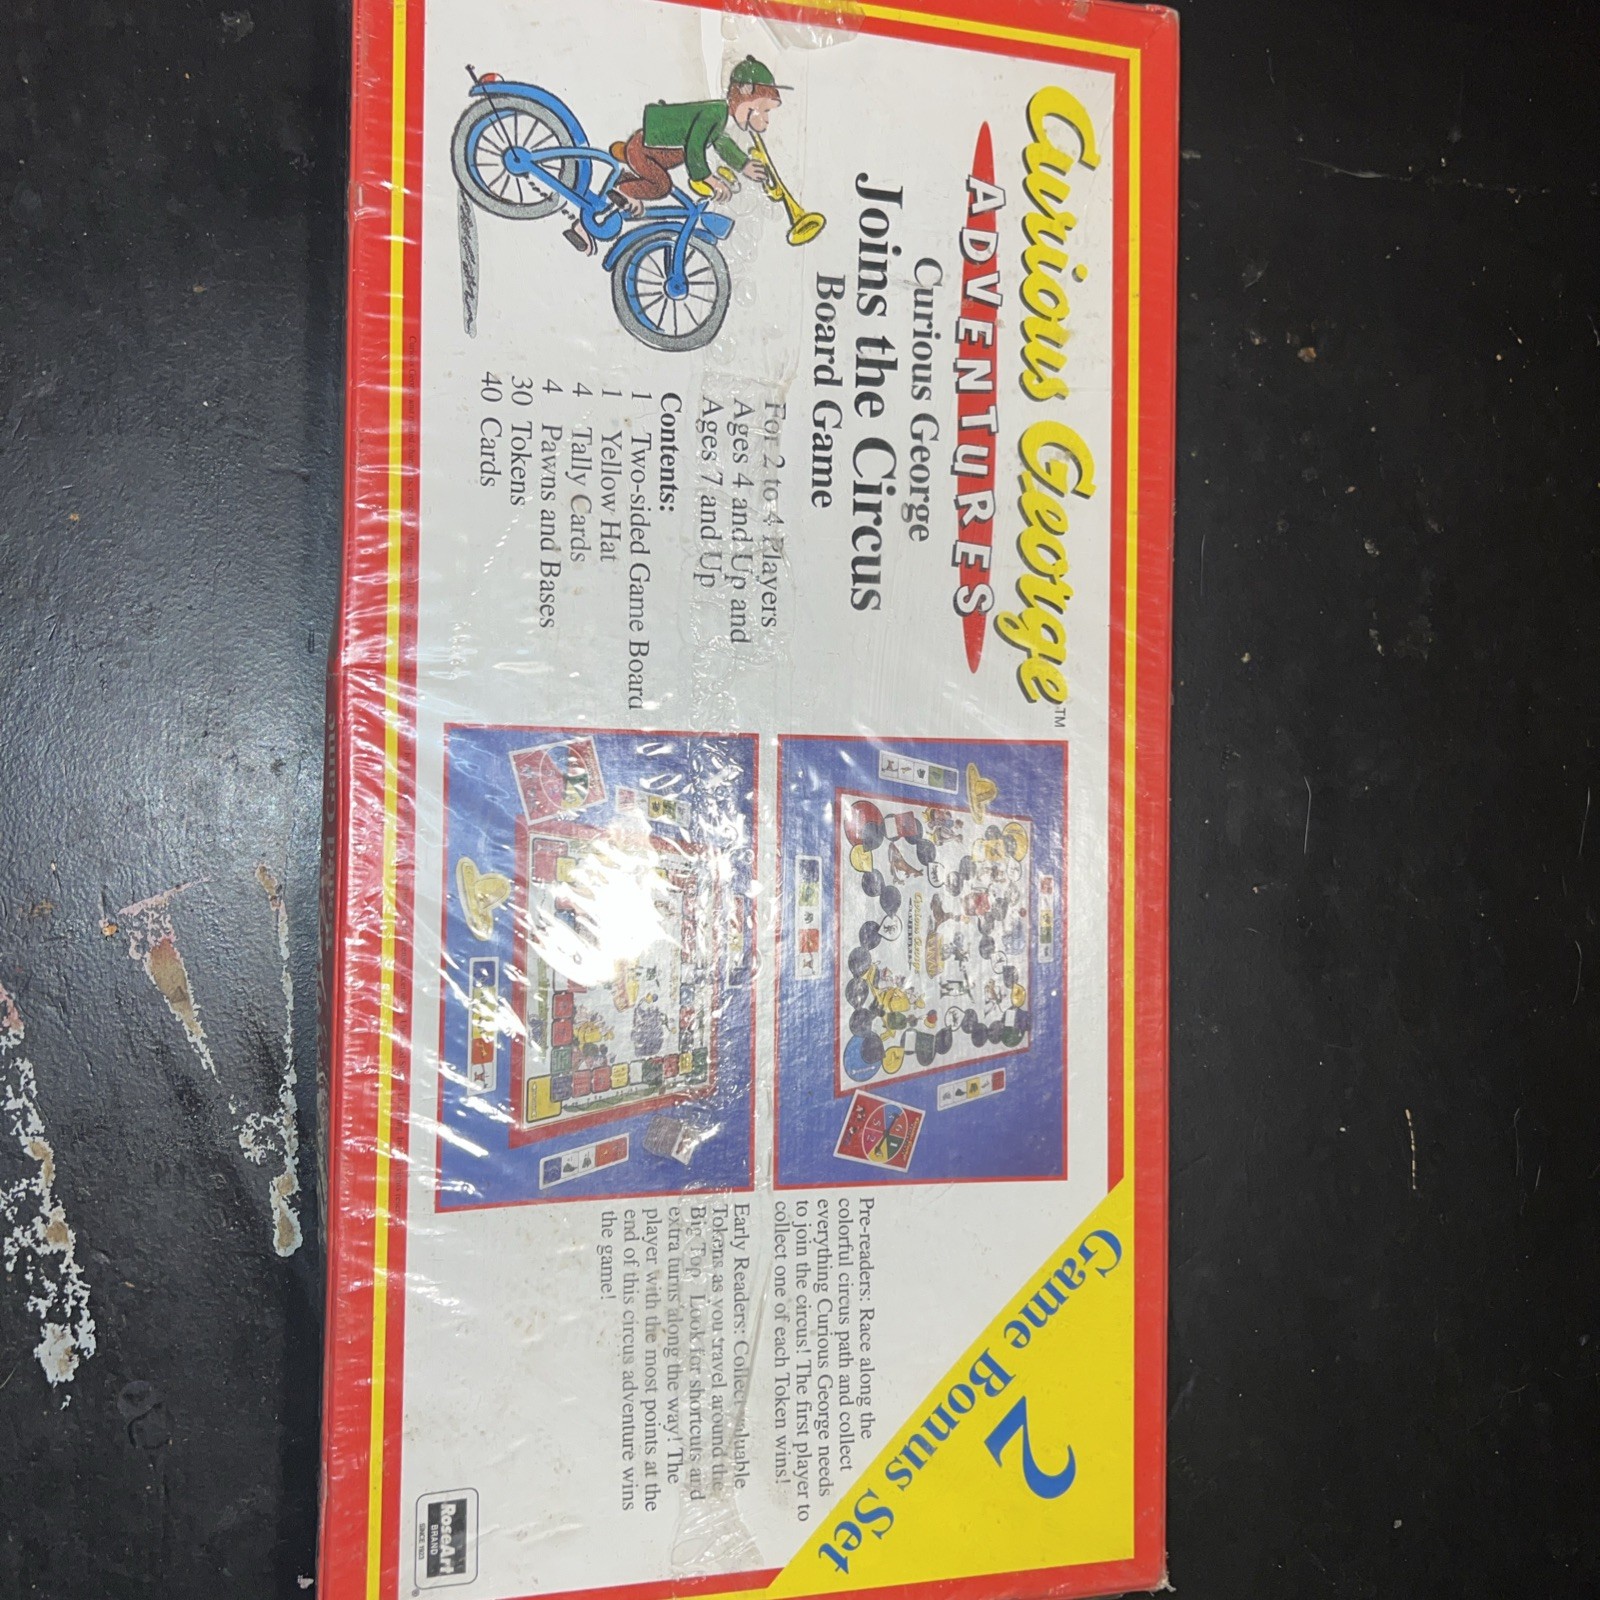 Curious George™
ADVENTURES
Curious George
Joins the Circus
Board Game
For 2 to 4 Players
Ages 4 and Up and
Ages 7 and Up
Contents:
1 Two-sided Game Board
1 Yellow Hat
4 Tally Cards
4 Pawns and Bases
30 Tokens
40 Cards
2
Game Bonus Set
Pre-readers: Race along the
colorful circus path and collect
everything Curious George needs
to join the circus! The first player to
collect one of each Token wins!
Early Readers: Collect valuable
Tokens as you travel around the
Big Top. Look for shortcuts and
extra turns along the way! The
player with the most points at the
end of this circus adventure wins
the game!
RoseArt
BRAND
SINCE 1923
®